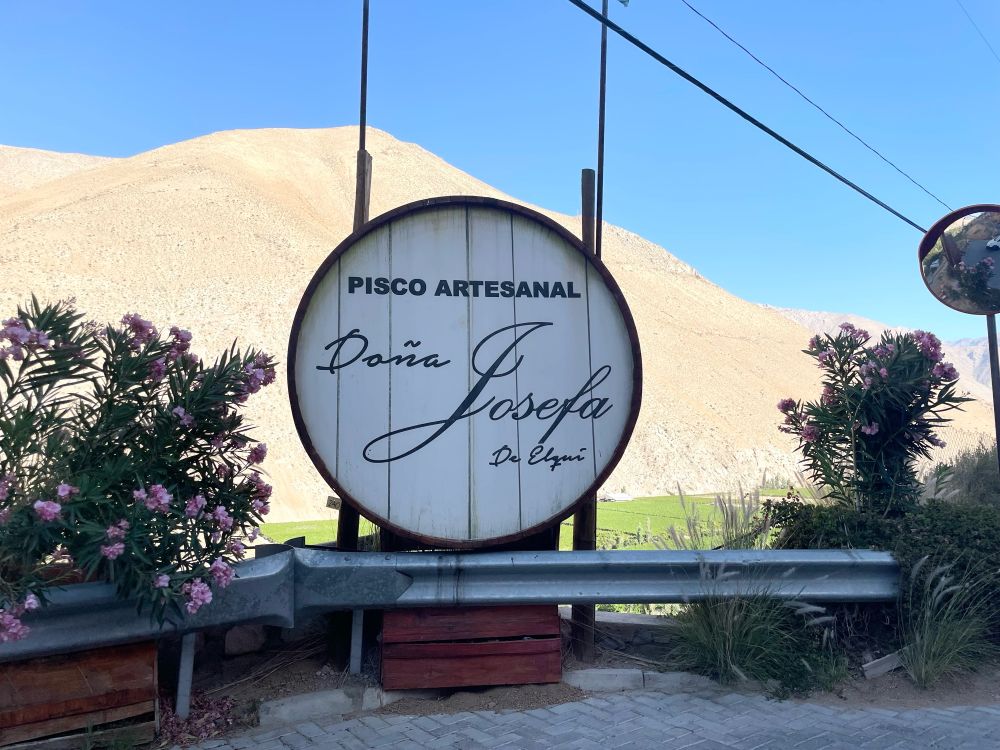 PISCO ARTESANAL
Doña Josefa
De Elqui